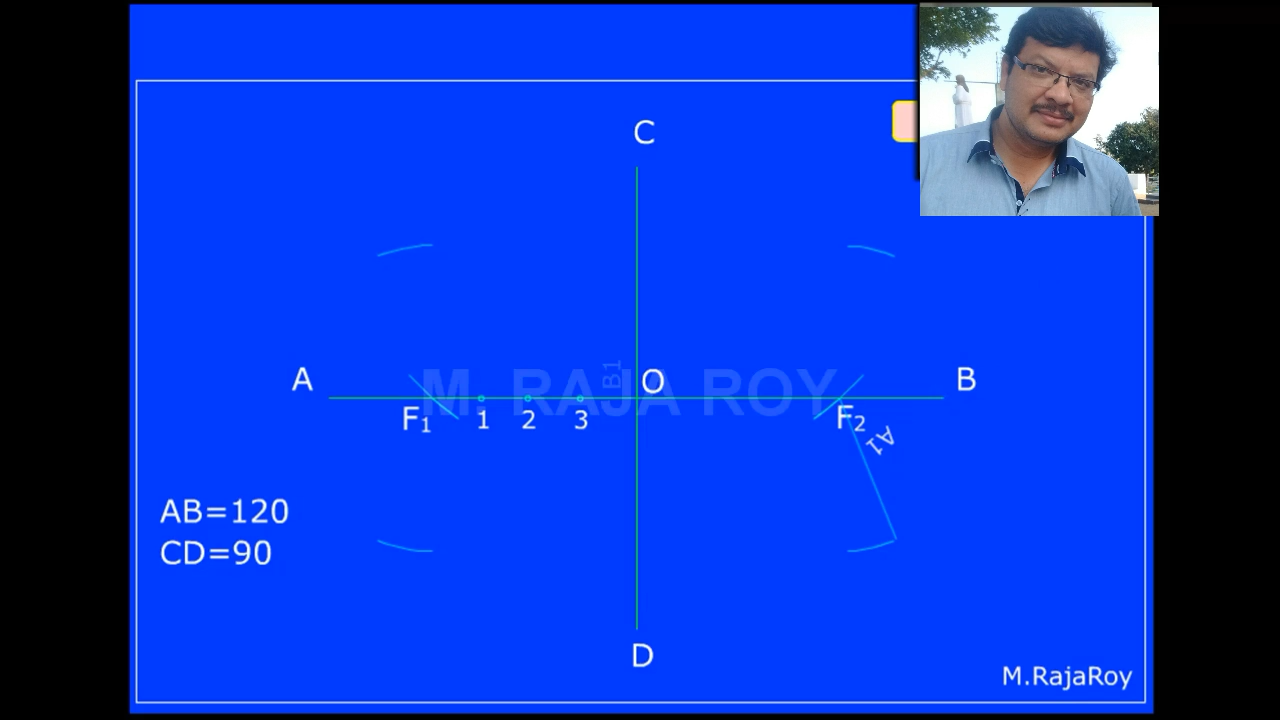 C
M. RAJA ROY
B1
A
O
B
F₁
1
2
3
F₂
A1
AB=120
CD=90
D
M.RajaRoy